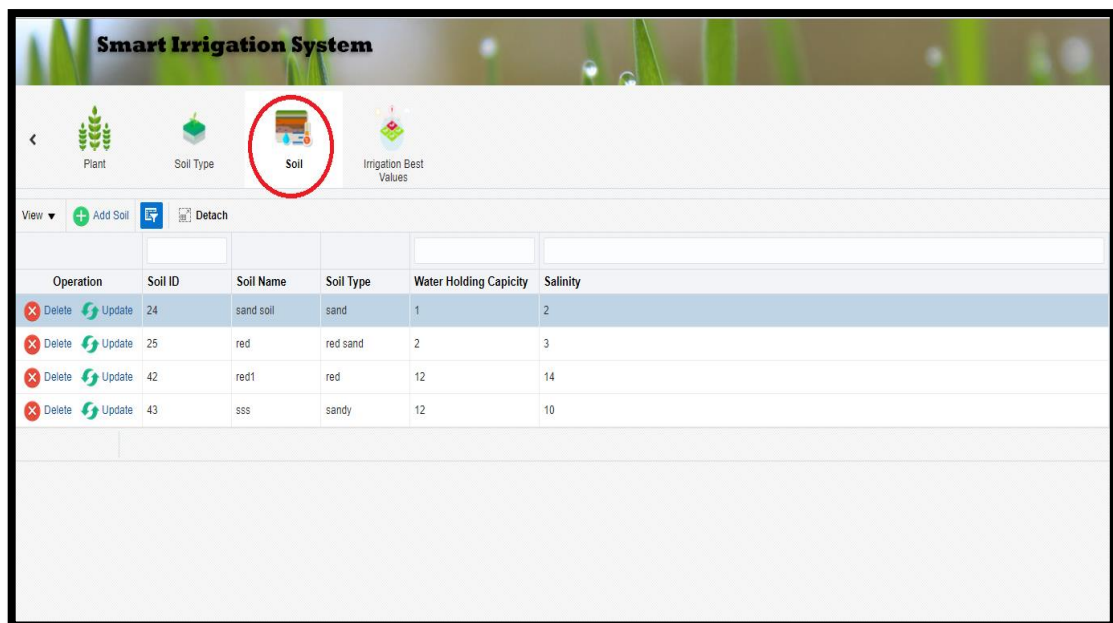 Smart Irrigation System
Plant
Soil Type
Soil
Irrigation Best
Values
View
Add Soil
Detach
Operation Soil ID Soil Name Soil Type Water Holding Capicity Salinity
Delete Update 24 sand soil sand 1 2
Delete Update 25 red red sand 2 3
Delete Update 42 red1 red 12 14
Delete Update 43 sss sandy 12 10